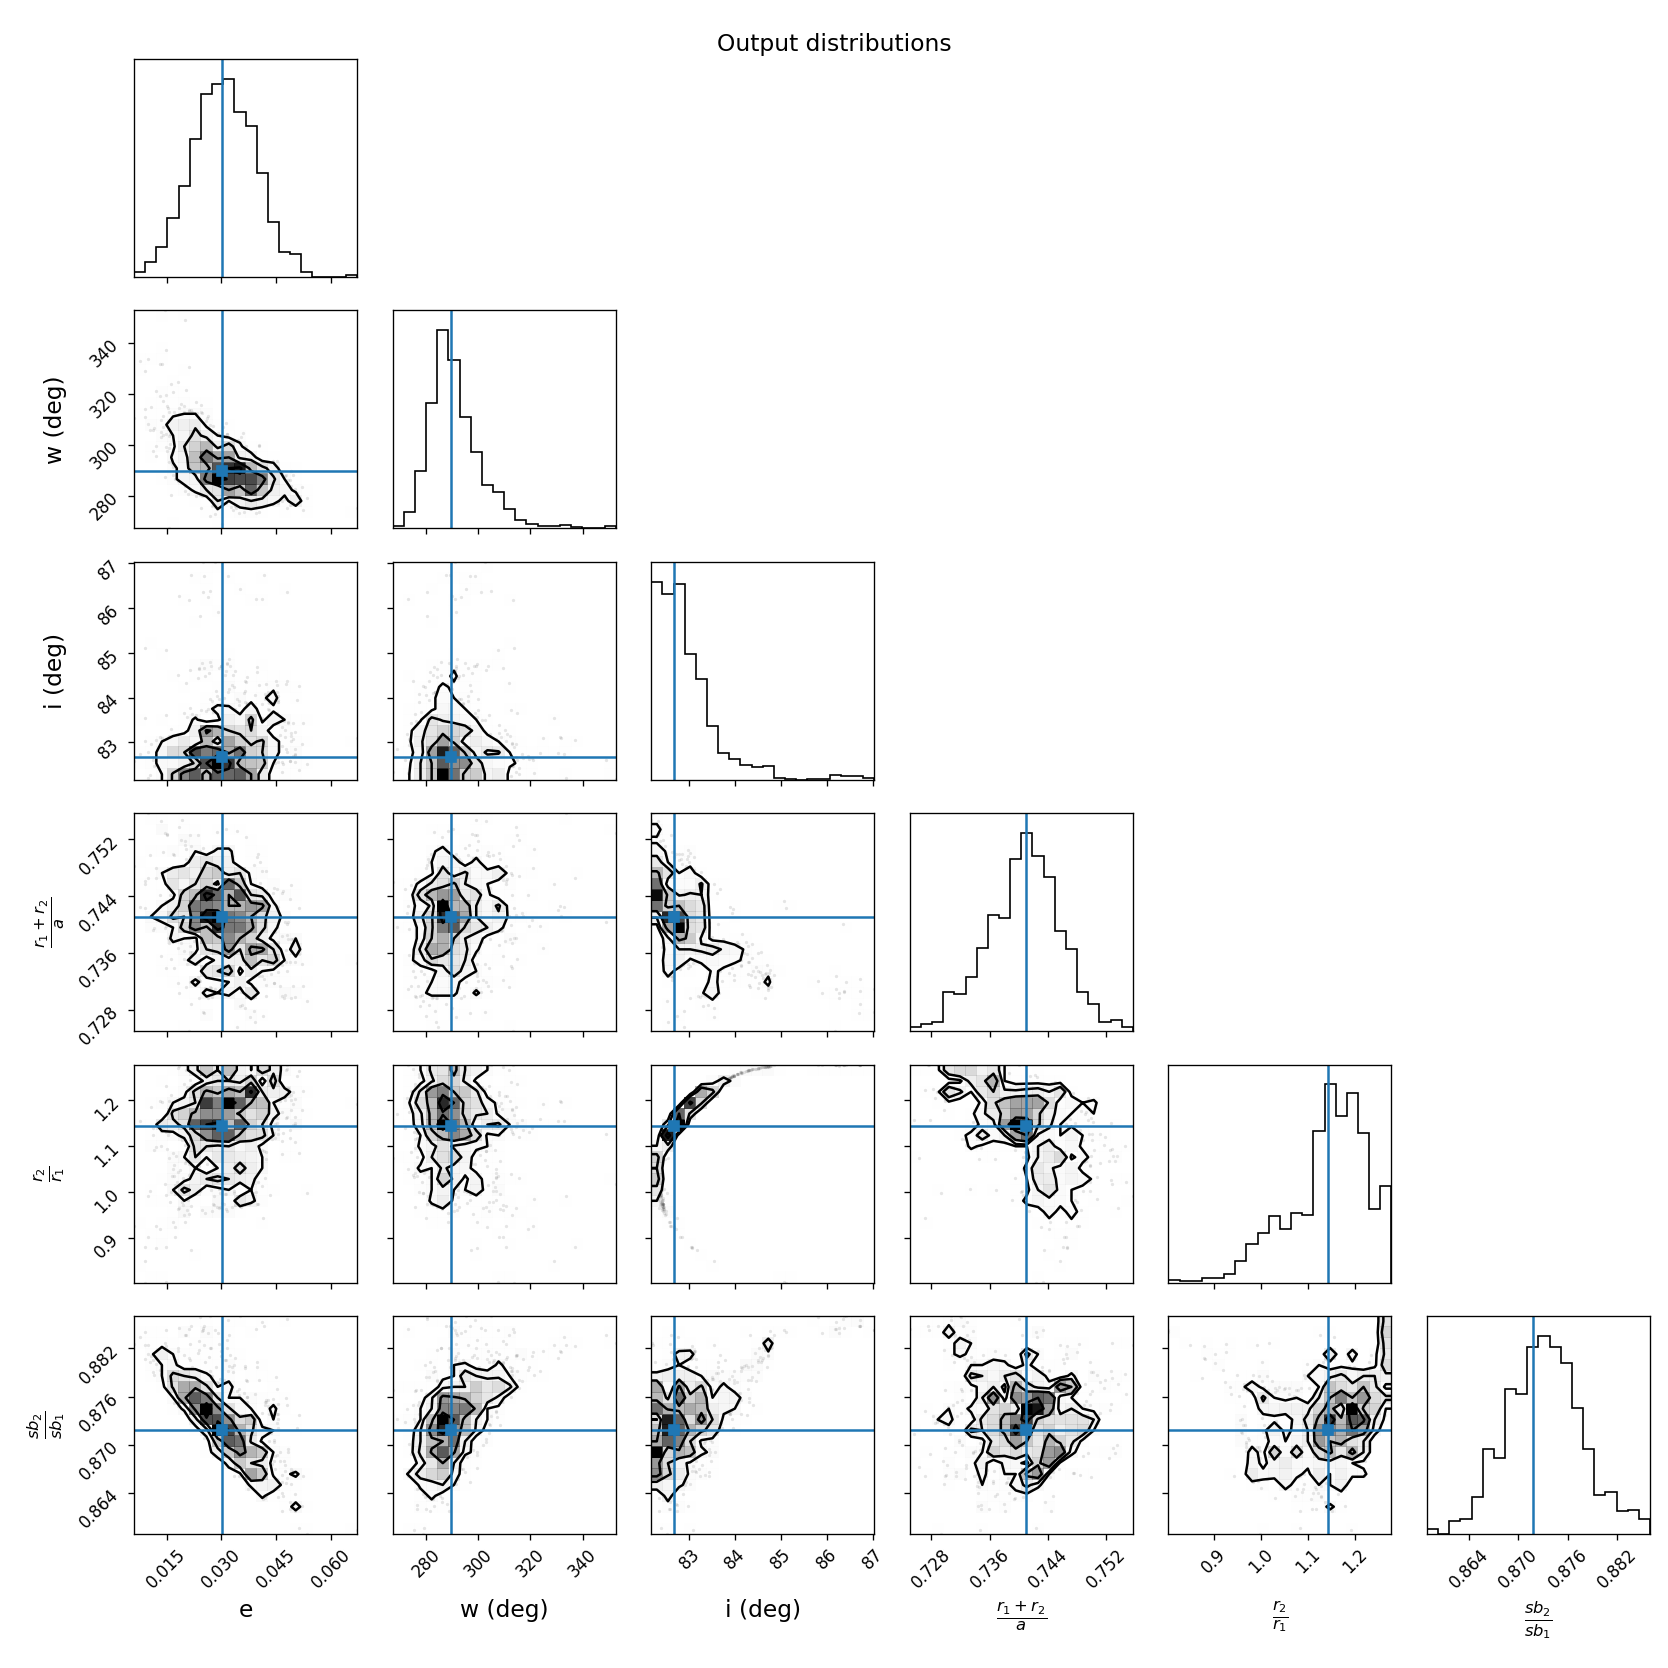 Output distributions
w (deg)
340
320
300
280
i (deg)
87
86
85
84
83
r₁ + r₂
a
0.752
0.744
0.736
0.728
r₂
r₁
1.2
1.1
1.0
0.9
sb₂
sb₁
0.882
0.876
0.870
0.864
0.015 0.030 0.045 0.060 280 300 320 340 83 84 85 86 87 0.728 0.736 0.744 0.752 0.9 1.0 1.1 1.2 0.864 0.870 0.876 0.882
e w (deg) i (deg) r₁ + r₂ r₂ sb₂
a r₁ sb₁